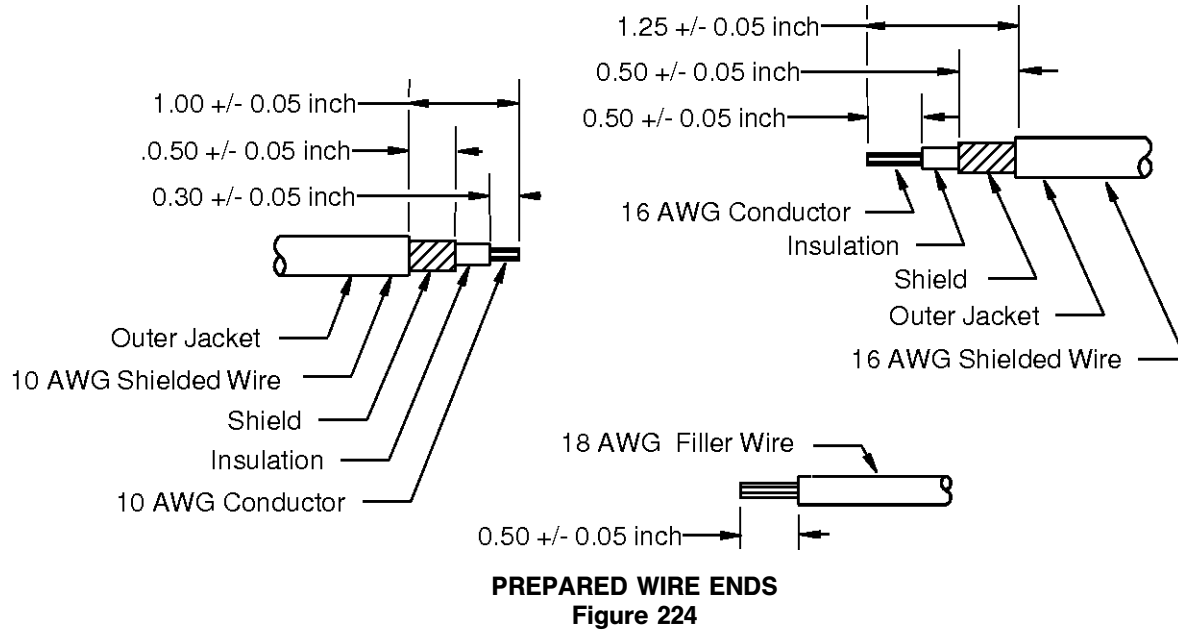 1.00 +/- 0.05 inch
.0.50 +/- 0.05 inch
0.30 +/- 0.05 inch
Outer Jacket
10 AWG Shielded Wire
Shield
Insulation
10 AWG Conductor
1.25 +/- 0.05 inch
0.50 +/- 0.05 inch
0.50 +/- 0.05 inch
16 AWG Conductor
Insulation
Shield
Outer Jacket
16 AWG Shielded Wire
18 AWG Filler Wire
0.50 +/- 0.05 inch
PREPARED WIRE ENDS
Figure 224